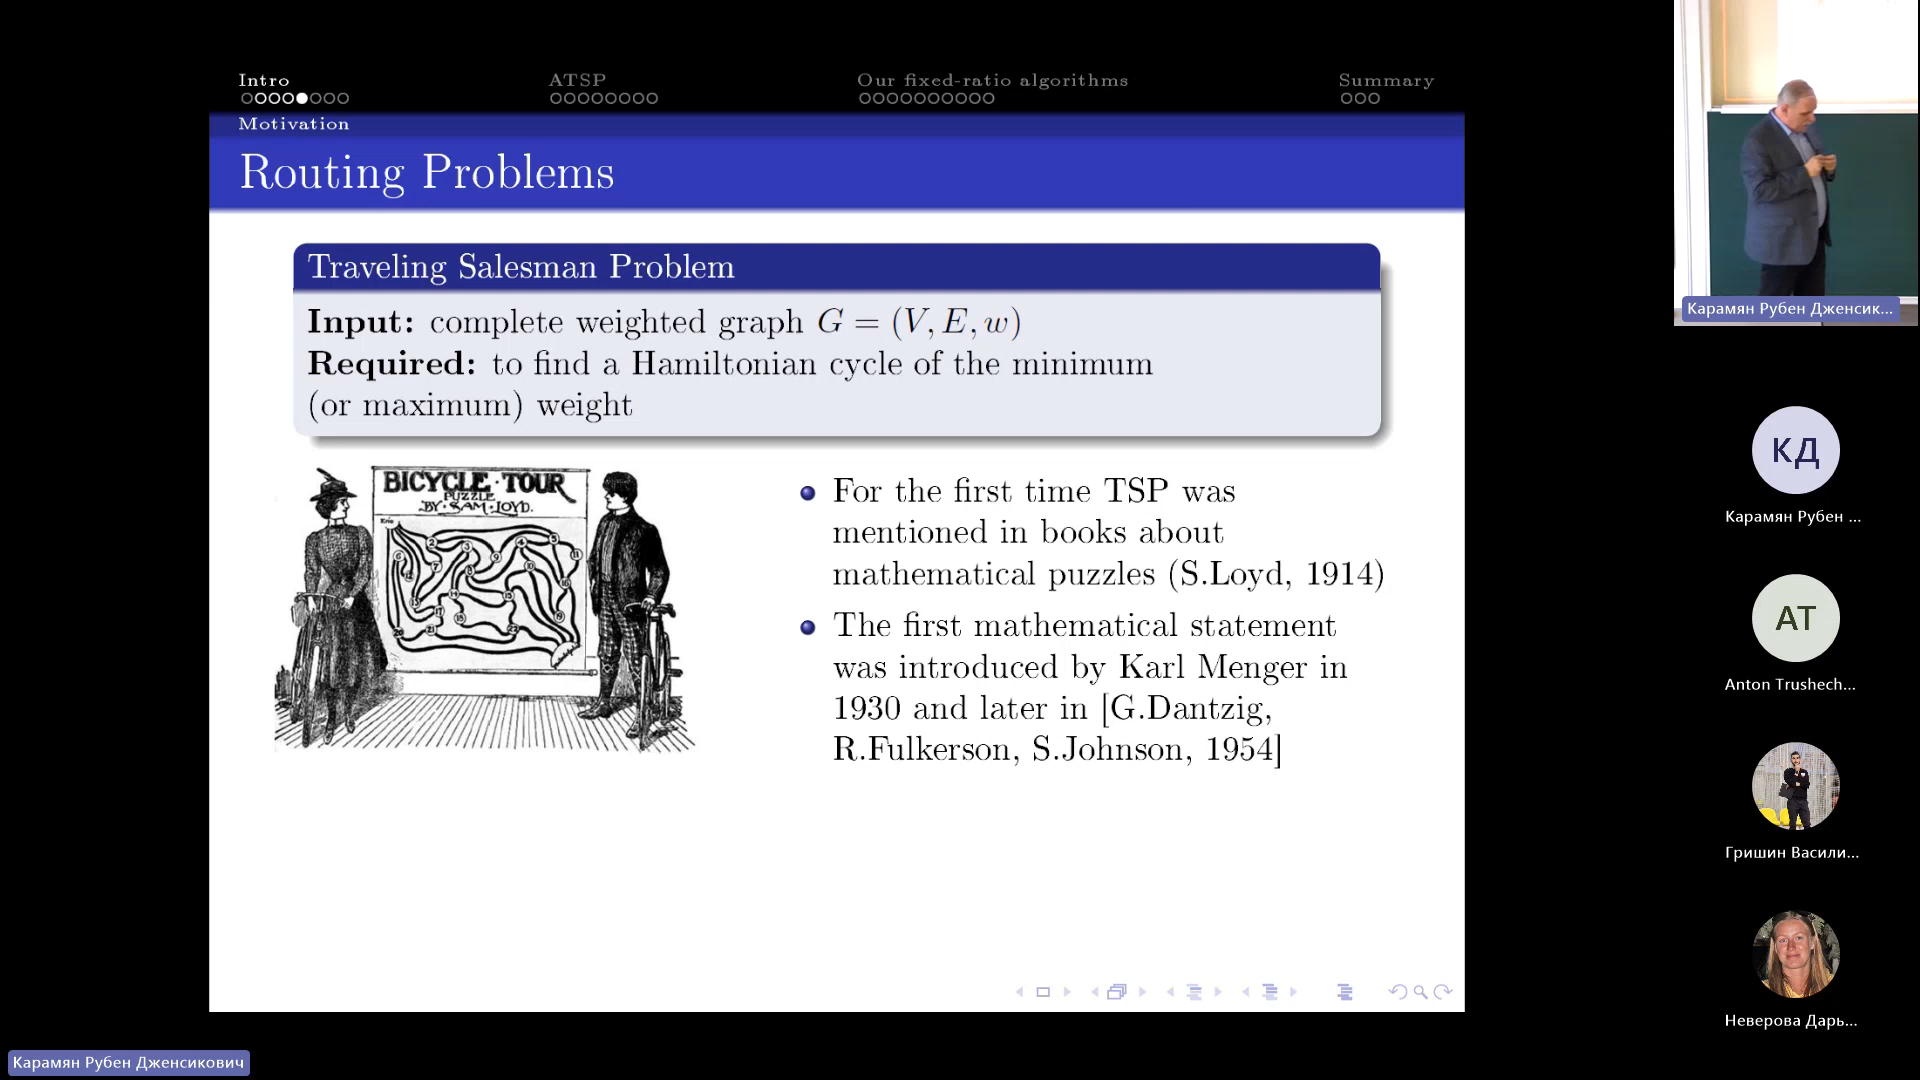 Intro
ATSP
Our fixed-ratio algorithms
Summary
Motivation
Routing Problems
Traveling Salesman Problem
Input: complete weighted graph G = (V, E, w)
Required: to find a Hamiltonian cycle of the minimum
(or maximum) weight
BICYCLE TOUR
PUZZLE
BY SAM LOYD.
For the first time TSP was
mentioned in books about
mathematical puzzles (S.Loyd, 1914)
The first mathematical statement
was introduced by Karl Menger in
1930 and later in [G.Dantzig,
R.Fulkerson, S.Johnson, 1954]
Карамян Рубен Дженсик...
КД
Карамян Рубен ...
AT
Anton Trushech...
Гришин Васили...
Неверова Дарь...
Карамян Рубен Дженсикович